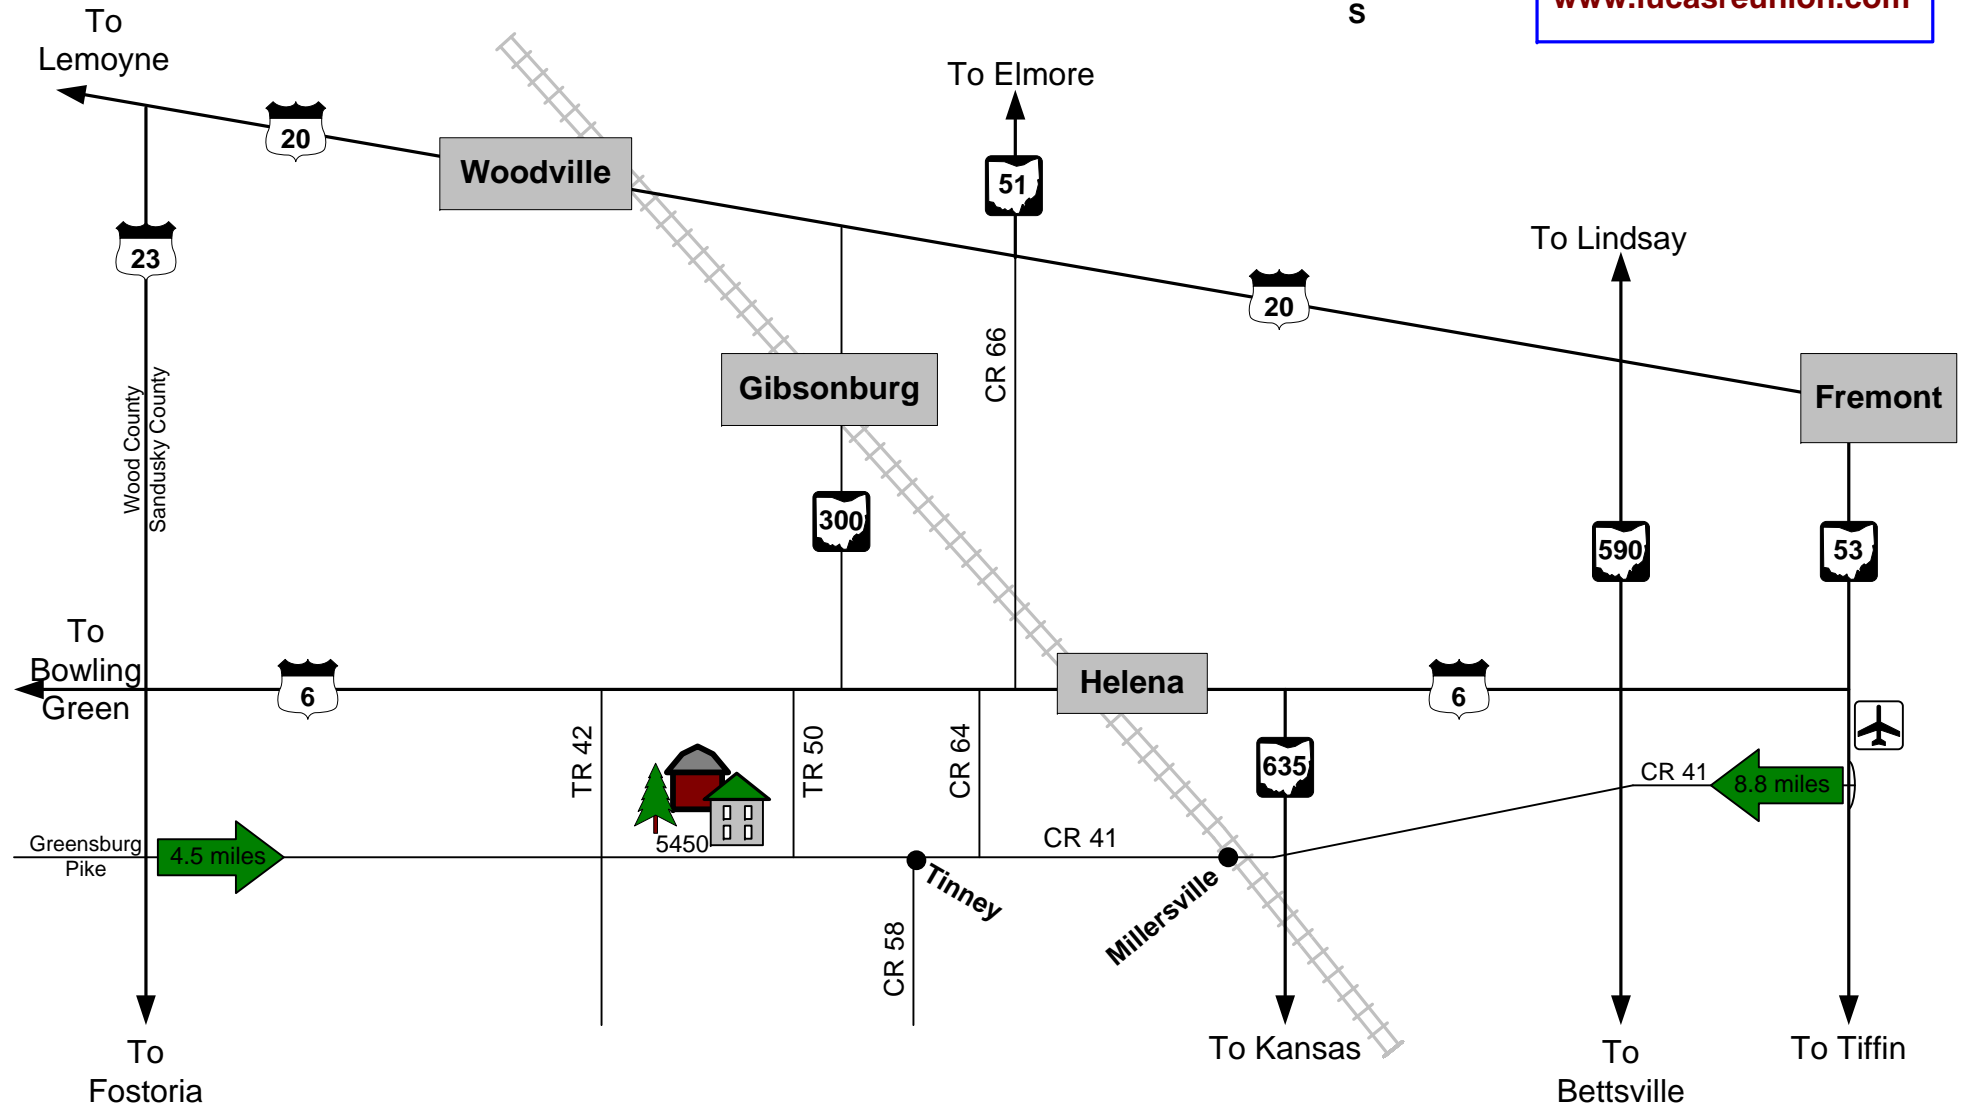 www.lucasreunion.com
S
To
Lemoyne
To Elmore
20
Woodville
51
23
To Lindsay
20
CR 66
Gibsonburg
Fremont
Wood County
Sandusky County
300
590
53
To
Bowling
Green
6
Helena
6
TR 42
TR 50
CR 64
635
CR 41
8.8 miles
Greensburg
Pike
4.5 miles
5450
CR 41
Tinney
Millersville
CR 58
To
Fostoria
To Kansas
To
Bettsville
To Tiffin